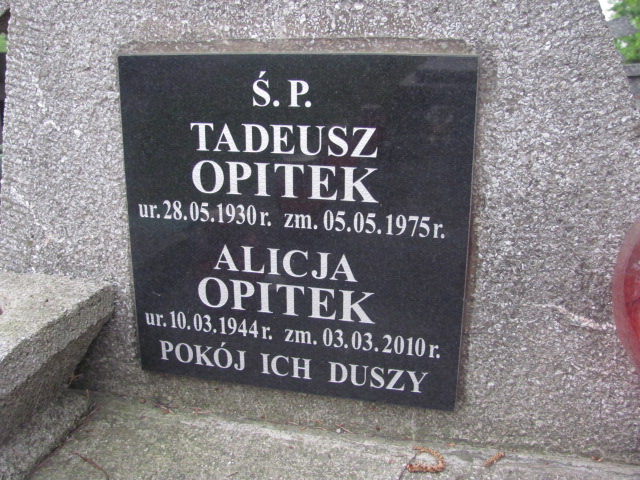 Ś. P.
TADEUSZ
OPITEK
ur. 28.05.1930 r. zm. 05.05.1975 r.
ALICJA
OPITEK
ur. 10.03.1944 r. zm. 03.03.2010 r.
POKÓJ ICH DUSZY